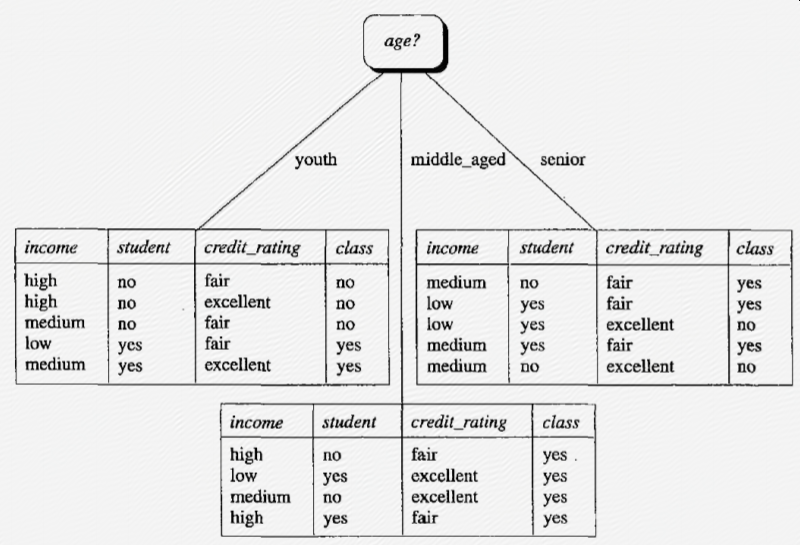 age?
youth
middle_aged
senior
income student credit_rating class
high no fair no
high no excellent no
medium no fair no
low yes fair yes
medium yes excellent yes
income student credit_rating class
medium no fair yes
low yes fair yes
low yes excellent no
medium yes fair yes
medium no excellent no
income student credit_rating class
high no fair yes
low yes excellent yes
medium no excellent yes
high yes fair yes